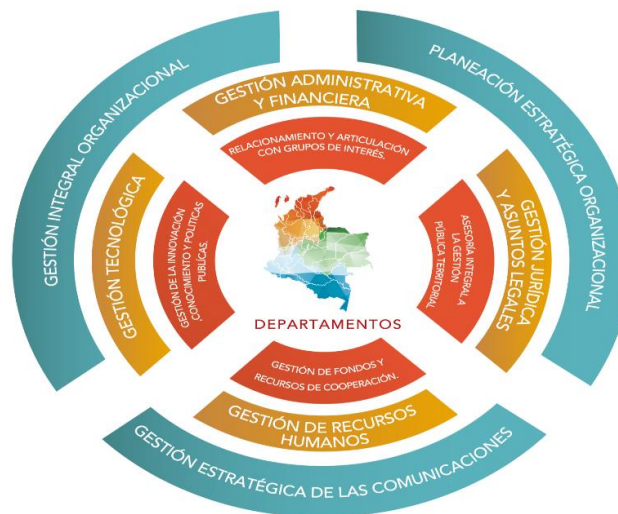 GESTIÓN INTEGRAL ORGANIZACIONAL
PLANEACIÓN ESTRATÉGICA ORGANIZACIONAL
GESTIÓN ADMINISTRATIVA
Y FINANCIERA
RELACIONAMIENTO Y ARTICULACIÓN
CON GRUPOS DE INTERÉS.
GESTIÓN TECNOLÓGICA
GESTIÓN DE LA INNOVACIÓN
,CONOCIMIENTO Y POLITICAS
PUBLICAS.
ASESORÍA INTEGRAL A
LA GESTIÓN
PÚBLICA TERRITORIAL
GESTIÓN JURÍDICA
Y ASUNTOS LEGALES
DEPARTAMENTOS
GESTIÓN DE FONDOS Y
RECURSOS DE COOPERACIÓN.
GESTIÓN DE RECURSOS
HUMANOS
GESTIÓN ESTRATÉGICA DE LAS COMUNICACIONES